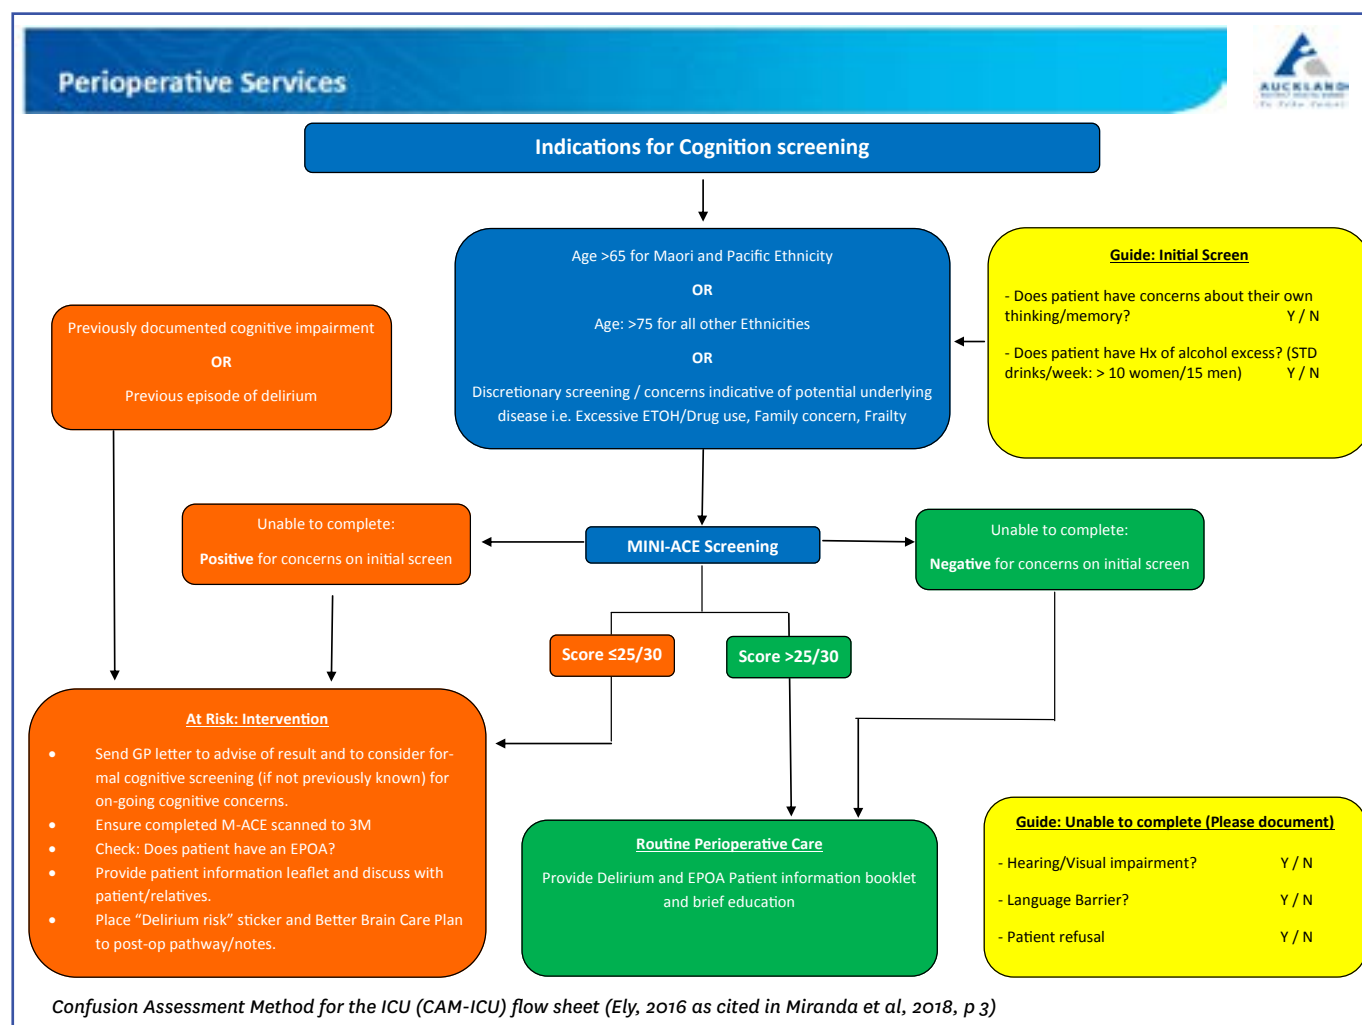 Perioperative Services
AUCKLAND
Indications for Cognition screening
Age >65 for Maori and Pacific Ethnicity
OR
Age: >75 for all other Ethnicities
OR
Discretionary screening / concerns indicative of potential underlying
disease i.e. Excessive ETOH/Drug use, Family concern, Frailty
Guide: Initial Screen
- Does patient have concerns about their own
thinking/memory? Y / N
- Does patient have Hx of alcohol excess? (STD
drinks/week: > 10 women/15 men) Y / N
Previously documented cognitive impairment
OR
Previous episode of delirium
Unable to complete:
Positive for concerns on initial screen
MINI-ACE Screening
Unable to complete:
Negative for concerns on initial screen
Score ≤25/30
Score >25/30
At Risk: Intervention
• Send GP letter to advise of result and to consider for-
mal cognitive screening (if not previously known) for
on-going cognitive concerns.
• Ensure completed M-ACE scanned to 3M
• Check: Does patient have an EPOA?
• Provide patient information leaflet and discuss with
patient/relatives.
• Place “Delirium risk” sticker and Better Brain Care Plan
to post-op pathway/notes.
Routine Perioperative Care
Provide Delirium and EPOA Patient information booklet
and brief education
Guide: Unable to complete (Please document)
- Hearing/Visual impairment? Y / N
- Language Barrier? Y / N
- Patient refusal Y / N
Confusion Assessment Method for the ICU (CAM-ICU) flow sheet (Ely, 2016 as cited in Miranda et al, 2018, p 3)